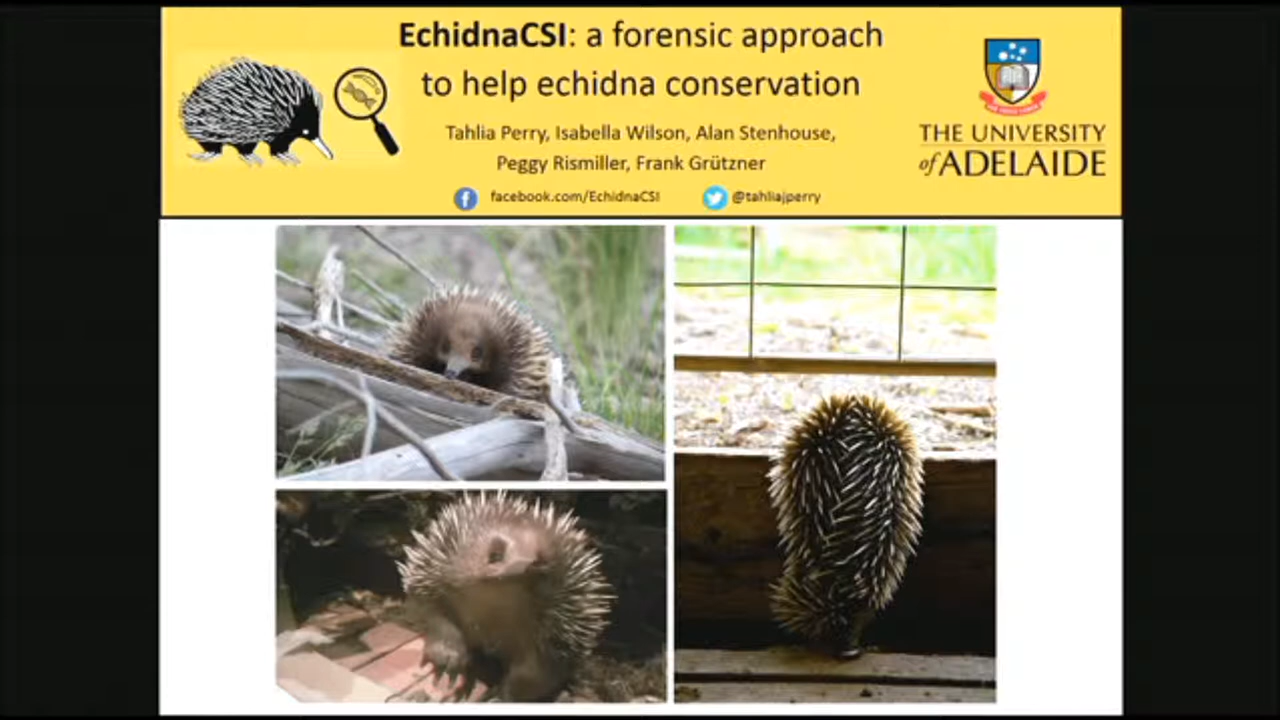 EchidnaCSI: a forensic approach
to help echidna conservation
Tahlia Perry, Isabella Wilson, Alan Stenhouse,
Peggy Rismiller, Frank Grützner
facebook.com/EchidnaCSI
@tahliajperry
THE UNIVERSITY
of ADELAIDE